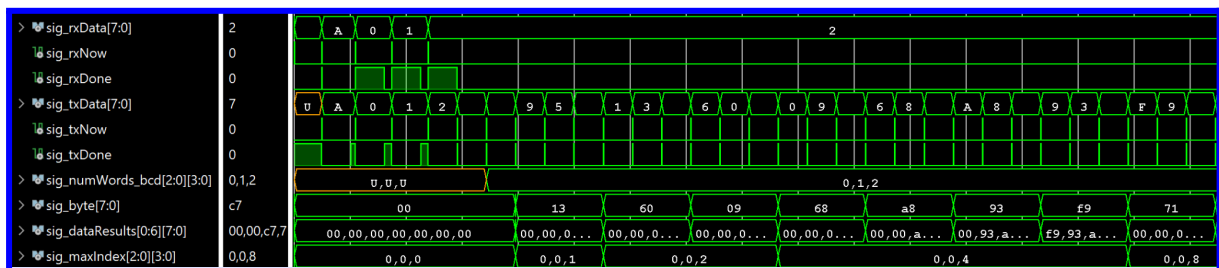 sig_rxData[7:0] 2 A 0 1 2
sig_rxNow 0
sig_rxDone 0
sig_txData[7:0] 7 U A 0 1 2 9 5 1 3 6 0 0 9 6 8 A 8 9 3 F 9
sig_txNow 0
sig_txDone 0
sig_numWords_bcd[2:0][3:0] 0,1,2 U,U,U 0,1,2
sig_byte[7:0] c7 00 13 60 09 68 a8 93 f9 71
sig_dataResults[0:6][7:0] 00,00,c7,7 00,00,00,00,00,00,00 00,00,0... 00,00,0... 00,00,0... 00,00,0... 00,00,a... 00,93,a... f9,93,a... 00,00,0...
sig_maxIndex[2:0][3:0] 0,0,8 0,0,0 0,0,1 0,0,2 0,0,4 0,0,8